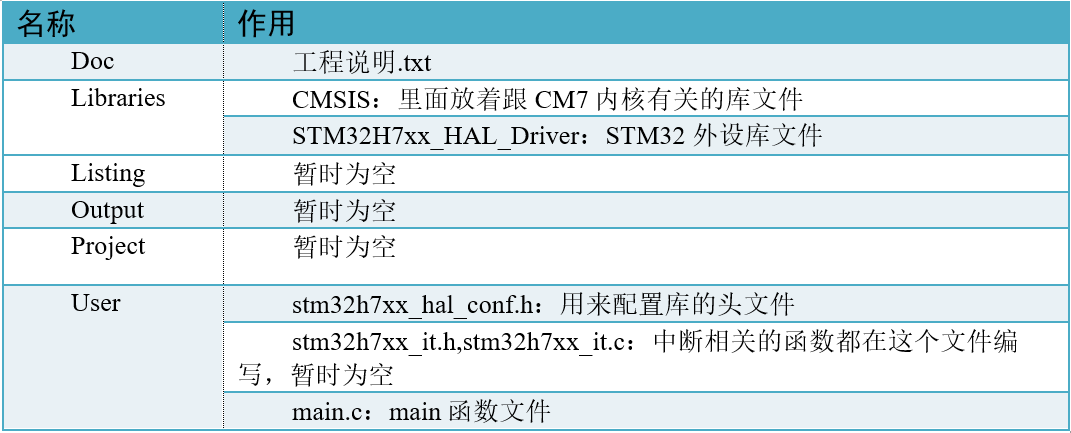 名称 作用
Doc 工程说明.txt
Libraries CMSIS：里面放着跟 CM7 内核有关的库文件
STM32H7xx_HAL_Driver：STM32 外设库文件
Listing 暂时为空
Output 暂时为空
Project 暂时为空
User stm32h7xx_hal_conf.h：用来配置库的头文件
stm32h7xx_it.h,stm32h7xx_it.c：中断相关的函数都在这个文件编
写，暂时为空
main.c：main 函数文件